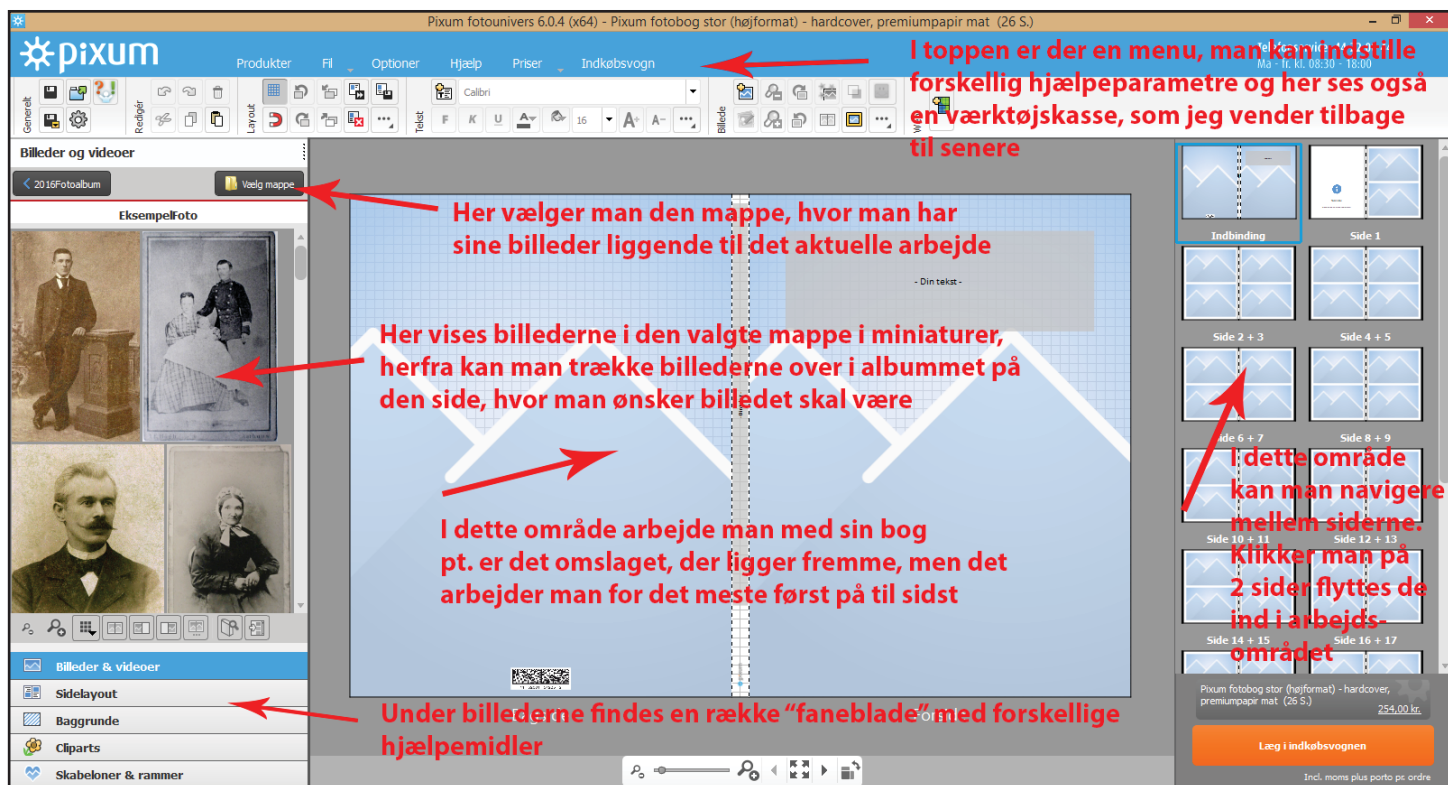 Pixum fotounivers 6.0.4 (x64) - Pixum fotobog stor (højformat) - hardcover, premiumpapir mat (26 S.)
pixum
Produkter Fil Optioner Hjælp Priser Indkøbsvogn
Ma - fr. kl. 08:30 - 18:00
I toppen er der en menu, man kan indstille
forskellig hjælpeparametre og her ses også
en værktøjskasse, som jeg vender tilbage
til senere
Generelt
Redigér
Layout
Tekst
Calibri
F K U A 16 A+ A-
Billede
Billeder og videoer
2016Fotoalbum
Vælg mappe
EksempelFoto
Her vælger man den mappe, hvor man har
sine billeder liggende til det aktuelle arbejde
- Din tekst -
Her vises billederne i den valgte mappe i miniaturer,
herfra kan man trække billederne over i albummet på
den side, hvor man ønsker billedet skal være
I dette område arbejde man med sin bog
pt. er det omslaget, der ligger fremme, men det
arbejder man for det meste først på til sidst
Under billederne findes en række “faneblade” med forskellige
hjælpemidler
Billeder & videoer
Sidelayout
Baggrunde
Cliparts
Skabeloner & rammer
Indbinding Side 1
Side 2 + 3 Side 4 + 5
Side 6 + 7 Side 8 + 9
Side 10 + 11 Side 12 + 13
Side 14 + 15 Side 16 + 17
I dette område
kan man navigere
mellem siderne.
Klikker man på
2 sider flyttes de
ind i arbejds-
området
Pixum fotobog stor (højformat) - hardcover,
premiumpapir mat (26 S.)
254,00 kr.
Læg i indkøbsvognen
Incl. moms plus porto pr. ordre